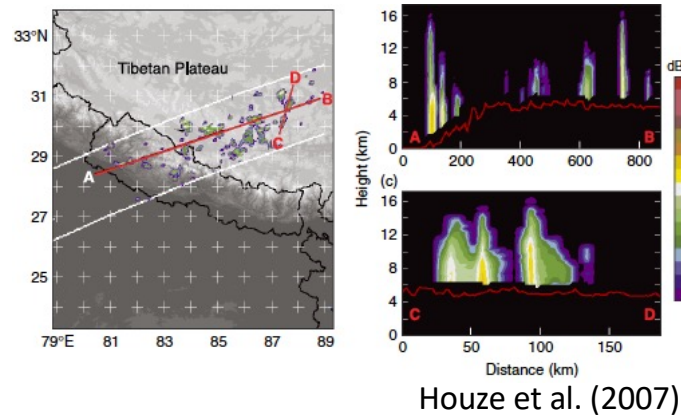 33°N
31
29
27
25
79°E 81 83 85 87 89
Tibetan Plateau
A
B
C
D
16
12
8
4
0
A
B
0 200 400 600 800
Height (km)
(c)
16
12
8
4
0
C
D
0 50 100 150
Distance (km)
dB
Houze et al. (2007)